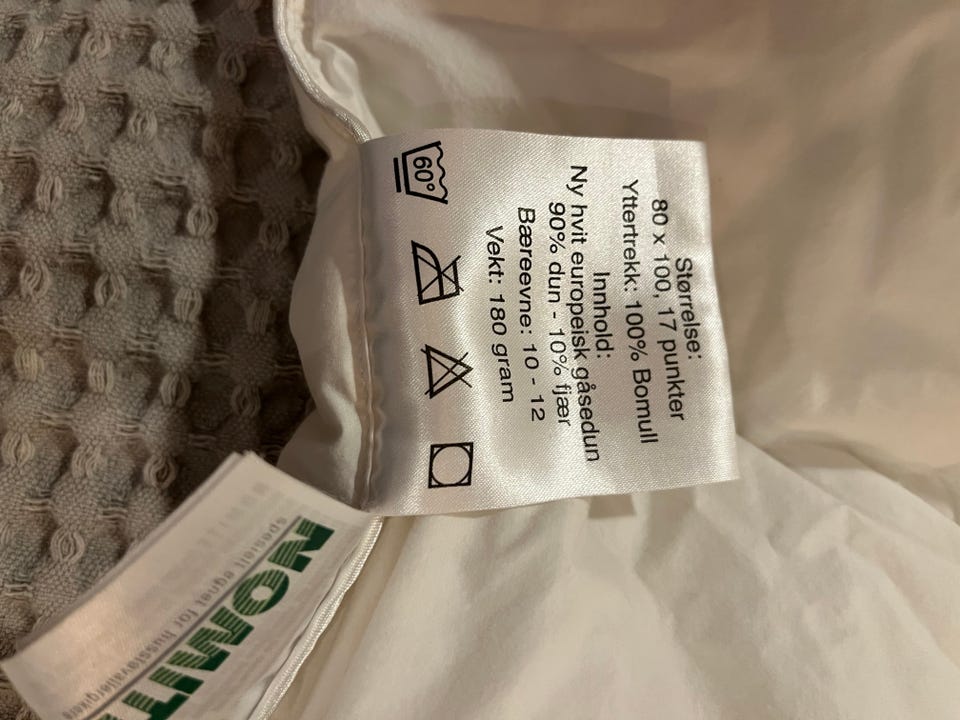 Størrelse:
80 x 100, 17 punkter
Yttertrekk: 100% Bomull
Innhold:
Ny hvit europeisk gåsedun
90% dun - 10% fjær
Bæreevne: 10 - 12
Vekt: 180 gram
60°
NOMIT
spesielt egnet for husstøvallergikere